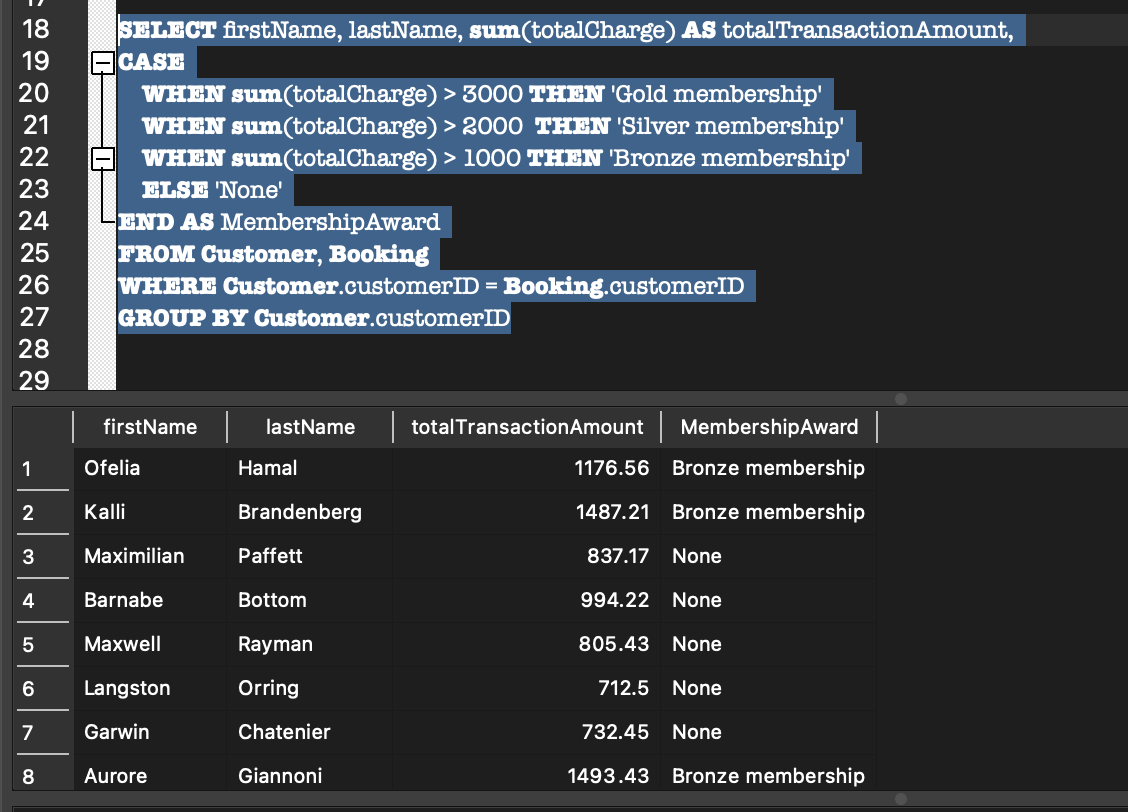 17
18 SELECT firstName, lastName, sum(totalCharge) AS totalTransactionAmount,
19 CASE
20 WHEN sum(totalCharge) > 3000 THEN 'Gold membership'
21 WHEN sum(totalCharge) > 2000  THEN 'Silver membership'
22 WHEN sum(totalCharge) > 1000 THEN 'Bronze membership'
23 ELSE 'None'
24 END AS MembershipAward
25 FROM Customer, Booking
26 WHERE Customer.customerID = Booking.customerID
27 GROUP BY Customer.customerID
28
29
firstName lastName totalTransactionAmount MembershipAward
1 Ofelia Hamal 1176.56 Bronze membership
2 Kalli Brandenberg 1487.21 Bronze membership
3 Maximilian Paffett 837.17 None
4 Barnabe Bottom 994.22 None
5 Maxwell Rayman 805.43 None
6 Langston Orring 712.5 None
7 Garwin Chatenier 732.45 None
8 Aurore Giannoni 1493.43 Bronze membership